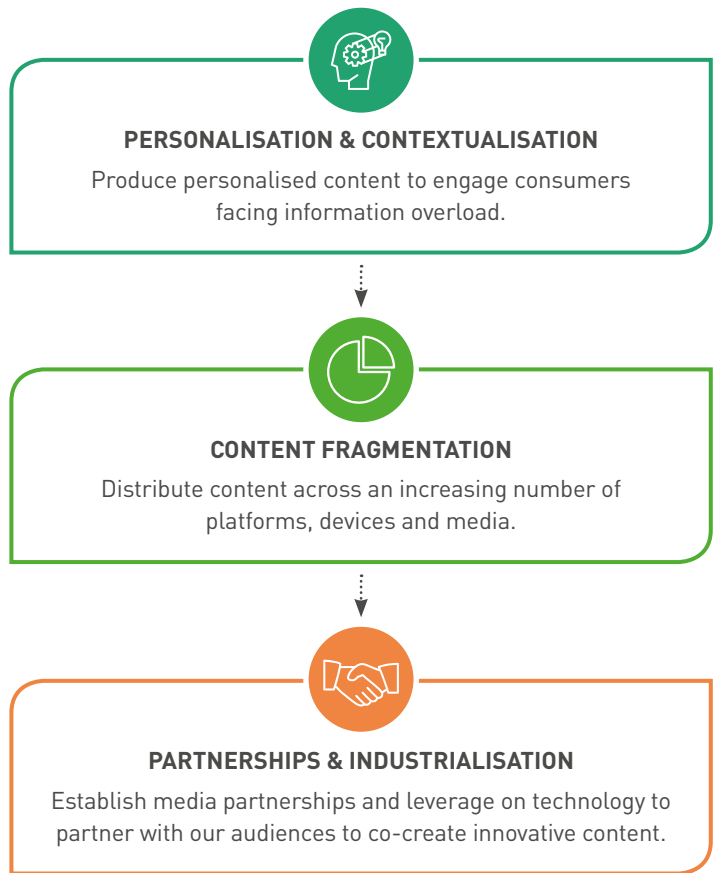 PERSONALISATION & CONTEXTUALISATION
Produce personalised content to engage consumers
facing information overload.
CONTENT FRAGMENTATION
Distribute content across an increasing number of
platforms, devices and media.
PARTNERSHIPS & INDUSTRIALISATION
Establish media partnerships and leverage on technology to
partner with our audiences to co-create innovative content.